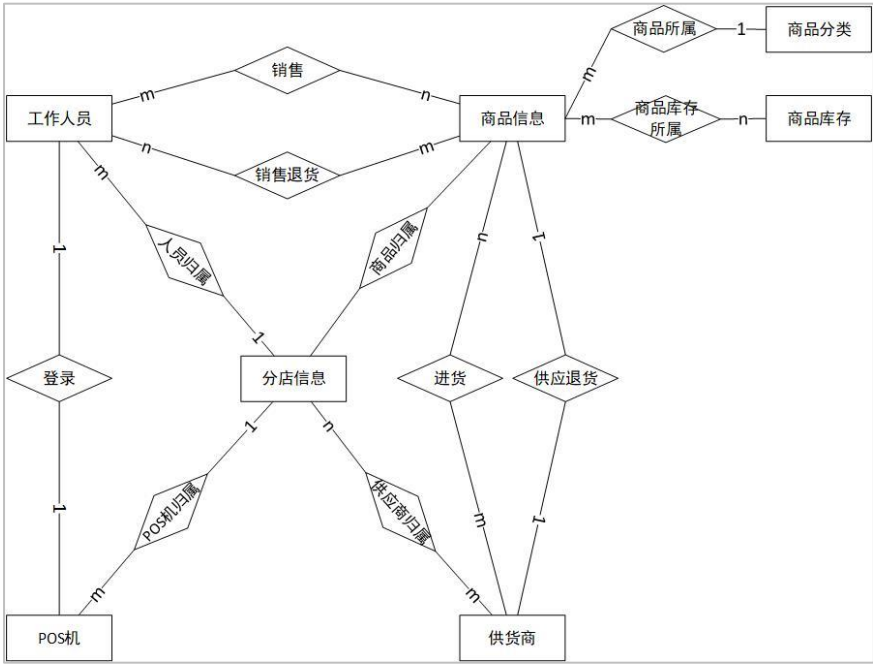 商品所属
1
商品分类
m
销售
m
n
工作人员
商品信息
m
商品库存
所属
n
商品库存
n
m
销售退货
m
人员归属
商品归属
1
n
1
1
登录
分店信息
进货
供应退货
1
n
POS机归属
供应商归属
1
m
1
m
m
POS机
供货商